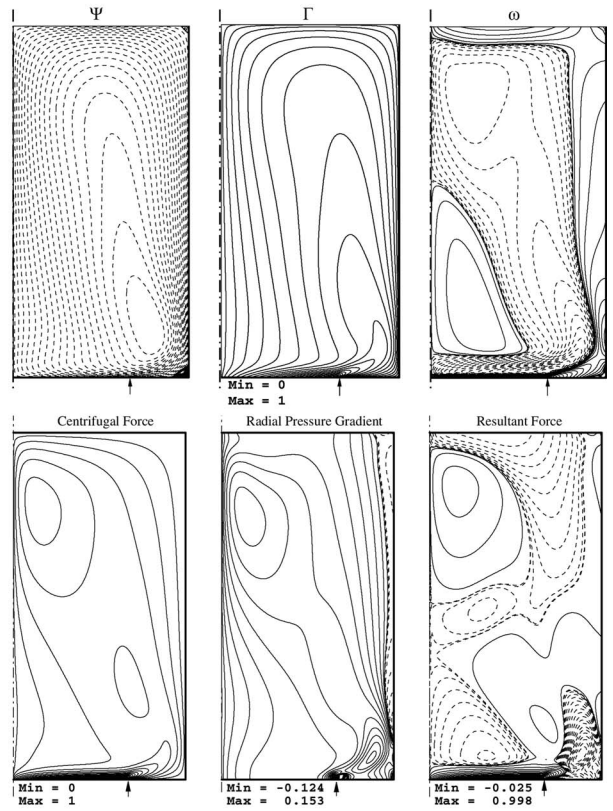 Ψ
Γ
ω
Min = 0
Max = 1
Centrifugal Force
Radial Pressure Gradient
Resultant Force
Min = 0
Max = 1
Min = -0.124
Max = 0.153
Min = -0.025
Max = 0.098